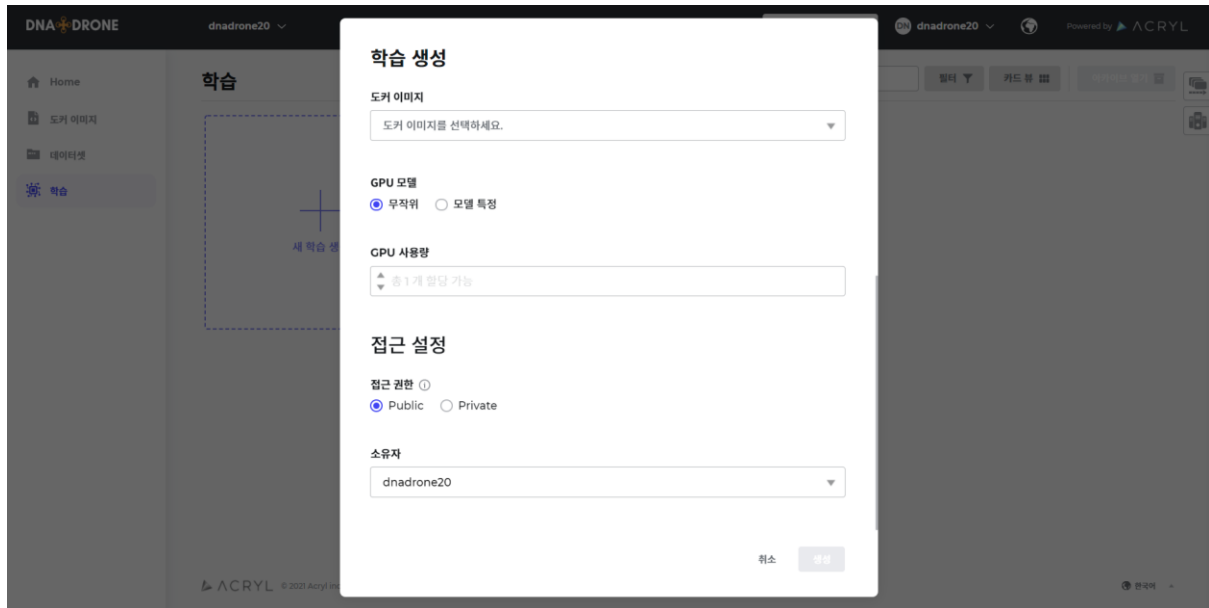 DNA DRONE
dnadrone20
DN dnadrone20
Powered by ACRYL
Home
도커 이미지
데이터셋
학습
학습
필터
카드 뷰
새 학습 생
학습 생성
도커 이미지
도커 이미지를 선택하세요.
GPU 모델
무작위 모델 특정
GPU 사용량
총 1 개 할당 가능
접근 설정
접근 권한
Public Private
소유자
dnadrone20
취소 생성
ACRYL © 2021 Acryl inc
한국어